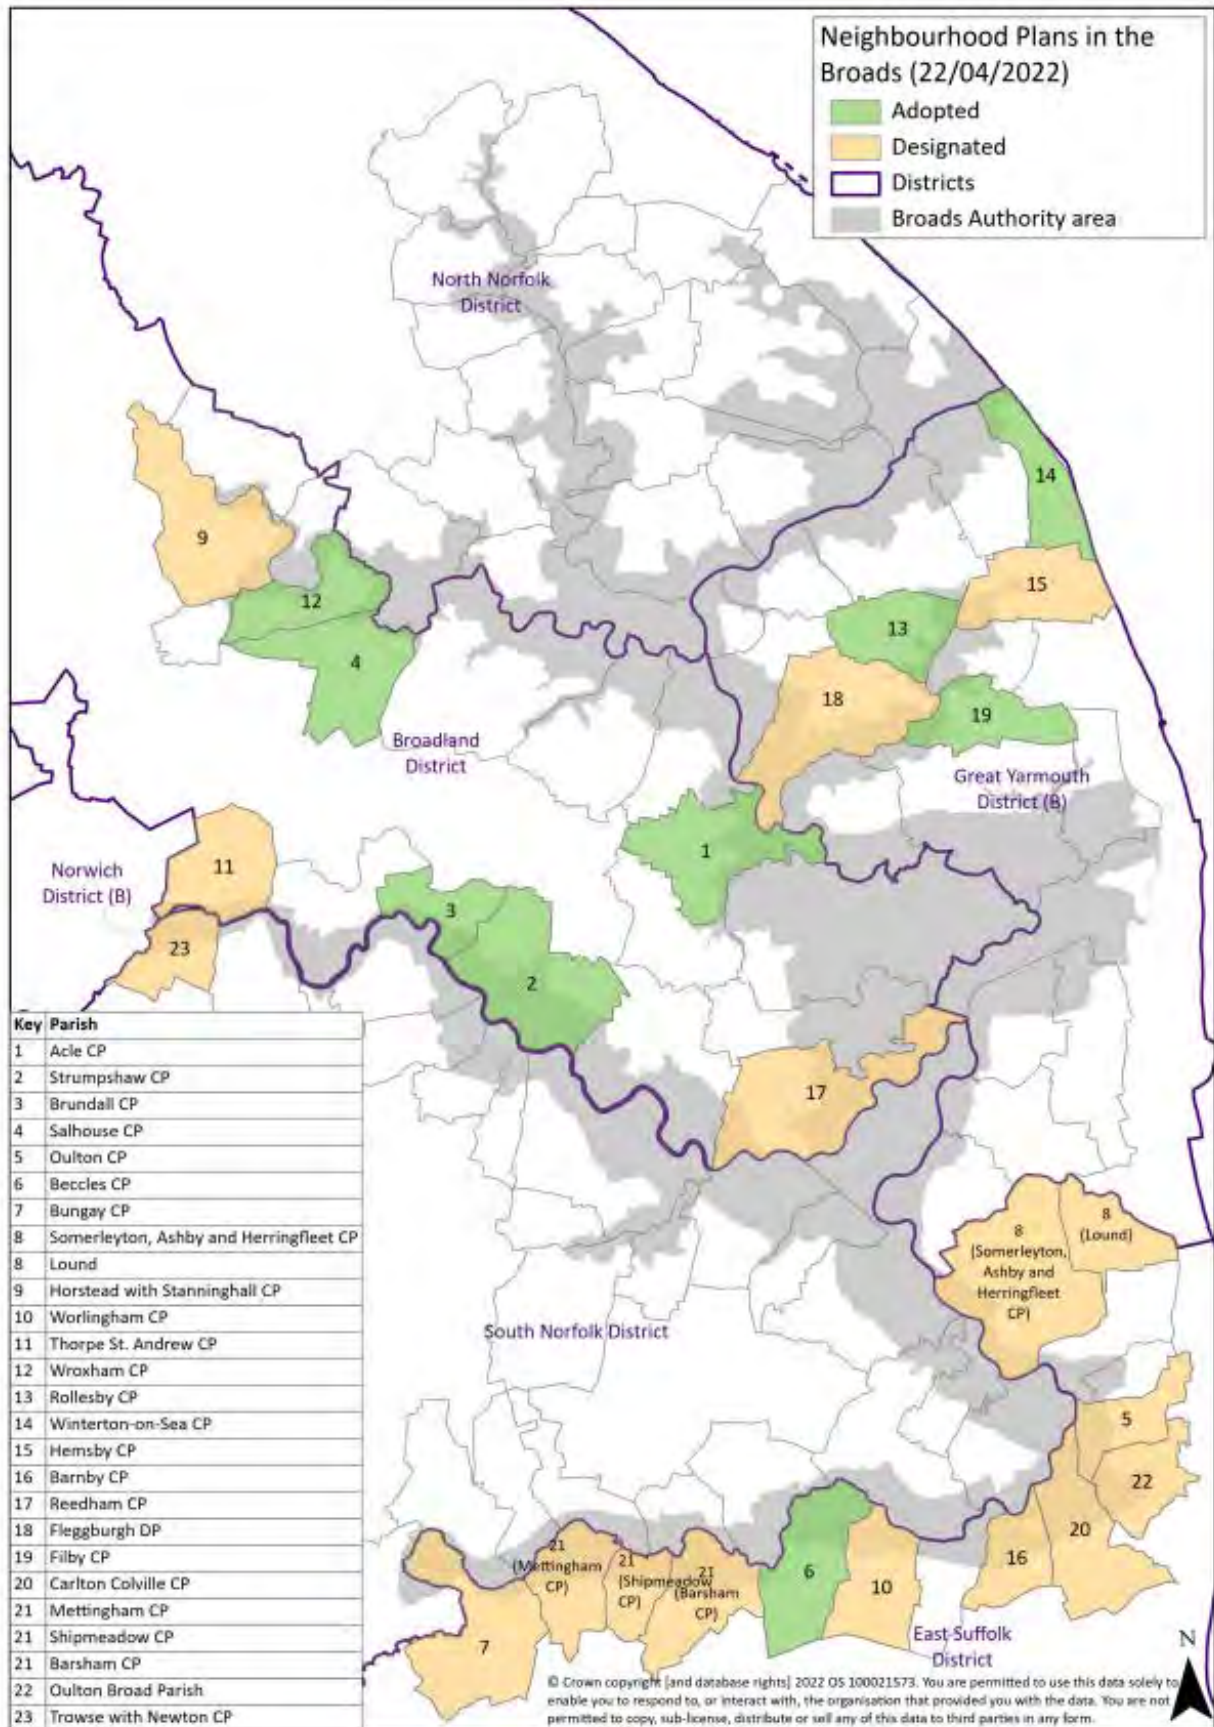 Neighbourhood Plans in the
Broads (22/04/2022)
Adopted
Designated
Districts
Broads Authority area
North Norfolk
District
14
9
15
12
13
4
18
19
Broadland
District
Great Yarmouth
District (B)
1
11
Norwich
District (B)
3
23
2
17
8
(Somerleyton,
Ashby and
Herringfleet
CP)
8
(Lound)
South Norfolk District
5
22
20
21
(Mettingham
CP)
21
(Shipmeadow
CP)
21
(Barsham
CP)
6
10
16
7
East Suffolk
District
N
Key Parish
1 Acle CP
2 Strumpshaw CP
3 Brundall CP
4 Salhouse CP
5 Oulton CP
6 Beccles CP
7 Bungay CP
8 Somerleyton, Ashby and Herringfleet CP
8 Lound
9 Horstead with Stanninghall CP
10 Worlingham CP
11 Thorpe St. Andrew CP
12 Wroxham CP
13 Rollesby CP
14 Winterton-on-Sea CP
15 Hemsby CP
16 Barnby CP
17 Reedham CP
18 Fleggburgh DP
19 Filby CP
20 Carlton Colville CP
21 Mettingham CP
21 Shipmeadow CP
21 Barsham CP
22 Oulton Broad Parish
23 Trowse with Newton CP
© Crown copyright [and database rights] 2022 OS 100021573. You are permitted to use this data solely to
enable you to respond to, or interact with, the organisation that provided you with the data. You are not
permitted to copy, sub-license, distribute or sell any of this data to third parties in any form.